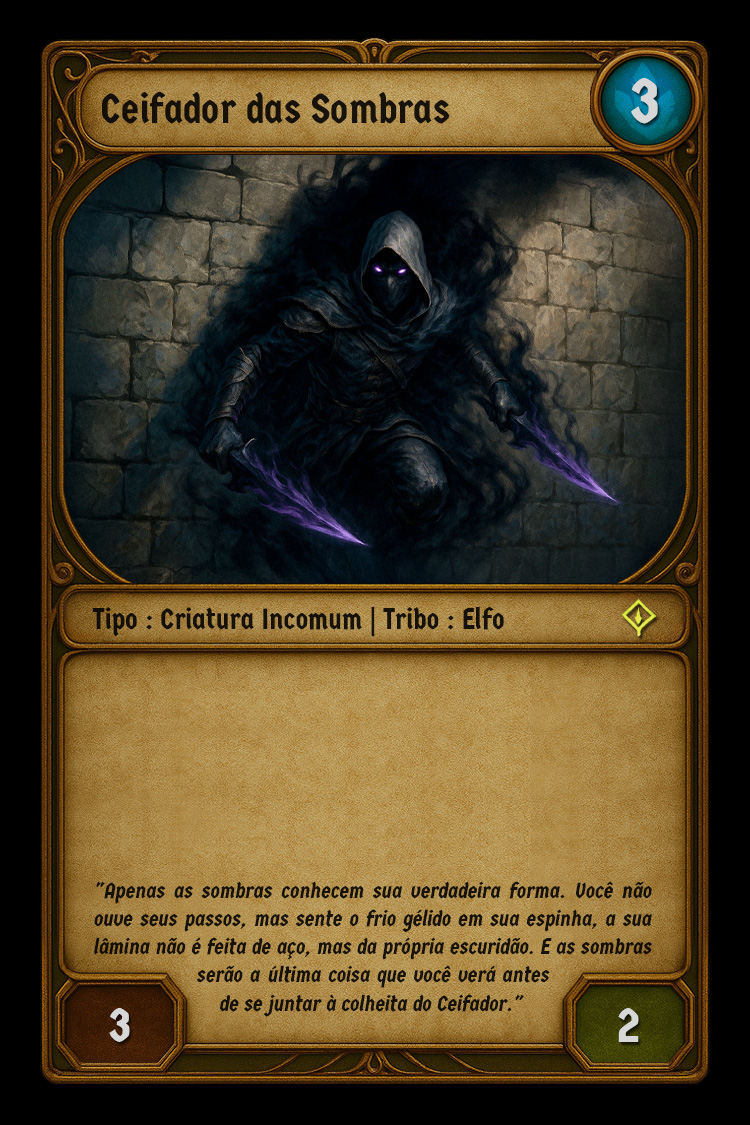 Ceifador das Sombras
3
Tipo : Criatura Incomum | Tribo : Elfo
"Apenas as sombras conhecem sua verdadeira forma. Você não
ouve seus passos, mas sente o frio gélido em sua espinha, a sua
lâmina não é feita de aço, mas da própria escuridão. E as sombras
serão a última coisa que você verá antes
de se juntar à colheita do Ceifador."
3
2